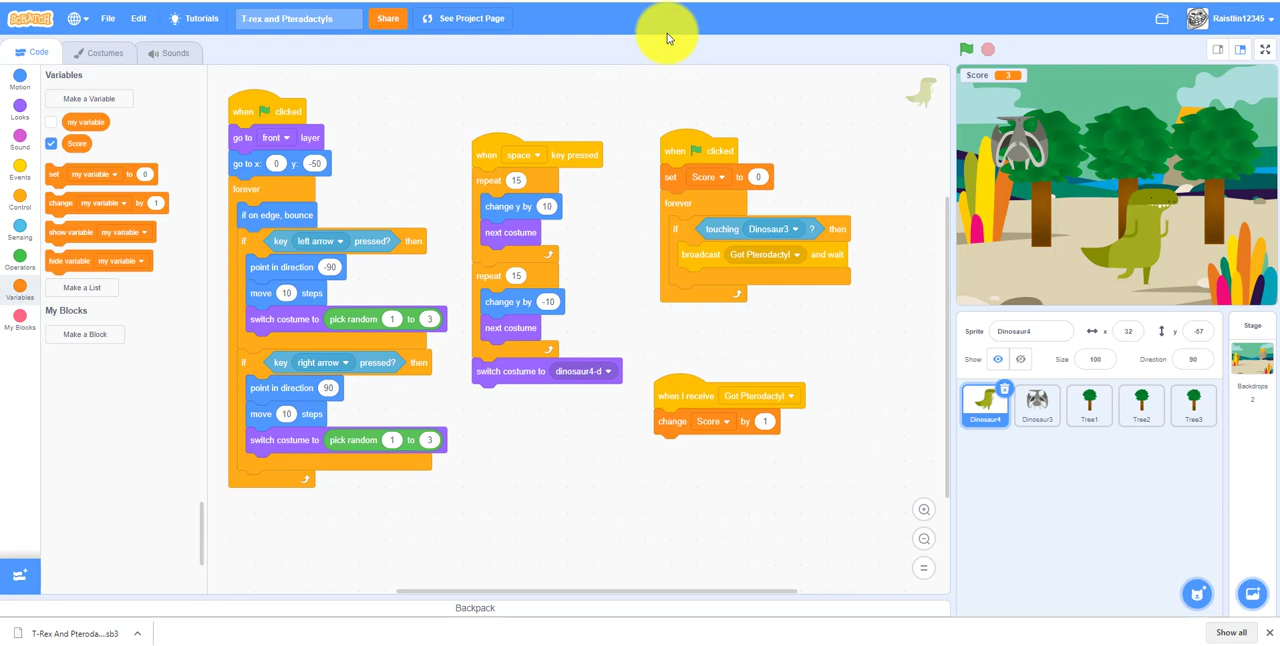 SCRATCH File Edit Tutorials T-rex and Pteradactyls Share See Project Page Raistlin12345
Code Costumes Sounds
Motion
Looks
Sound
Events
Control
Sensing
Operators
Variables
My Blocks
Variables
Make a Variable
my variable
Score
set my variable to 0
change my variable by 1
show variable my variable
hide variable my variable
Make a List
My Blocks
Make a Block
when clicked
go to front layer
go to x: 0 y: -50
forever
if on edge, bounce
if key left arrow pressed? then
point in direction -90
move 10 steps
switch costume to pick random 1 to 3
if key right arrow pressed? then
point in direction 90
move 10 steps
switch costume to pick random 1 to 3
when space key pressed
repeat 15
change y by 10
next costume
repeat 15
change y by -10
next costume
switch costume to dinosaur4-d
when clicked
set Score to 0
forever
if touching Dinosaur3 ? then
broadcast Got Pterodactyl and wait
when I receive Got Pterodactyl
change Score by 1
Score 3
Sprite Dinosaur4 x 32 y -57
Show Size 100 Direction 90
Dinosaur4 Dinosaur3 Tree1 Tree2 Tree3
Stage
Backdrops
2
Backpack
T-Rex And Pteroda....sb3 Show all